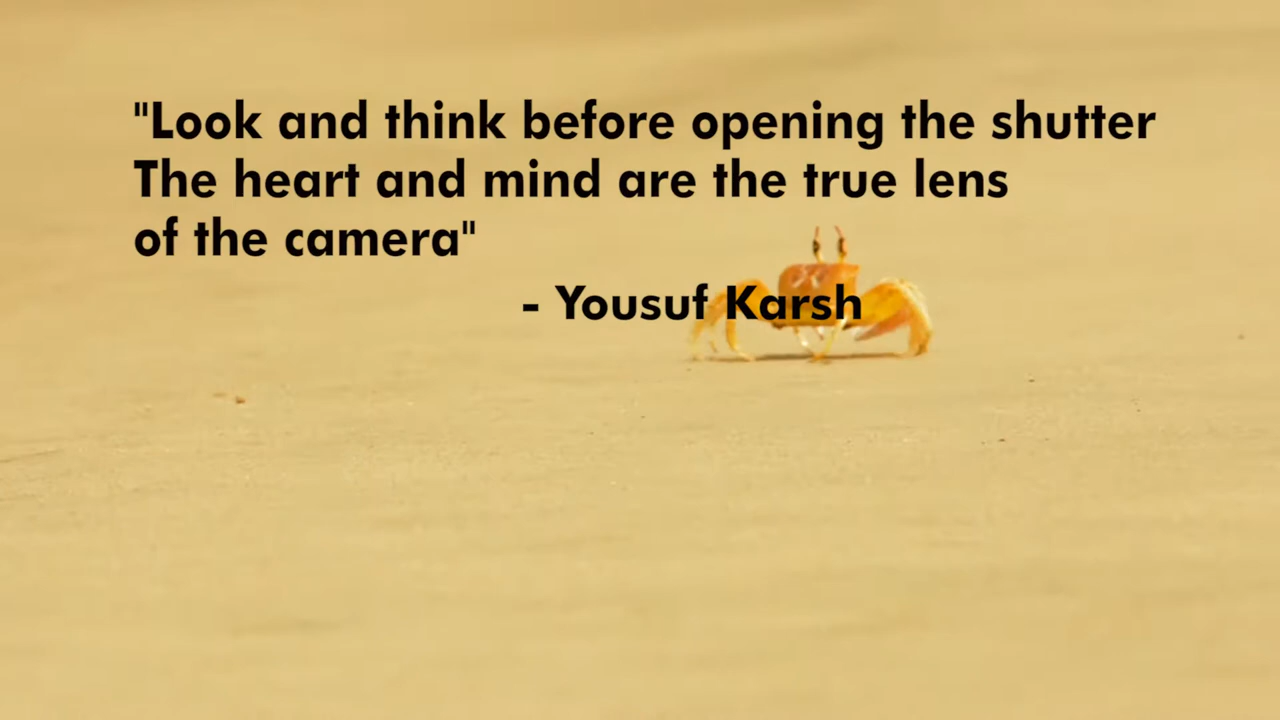 "Look and think before opening the shutter
The heart and mind are the true lens
of the camera"
- Yousuf Karsh